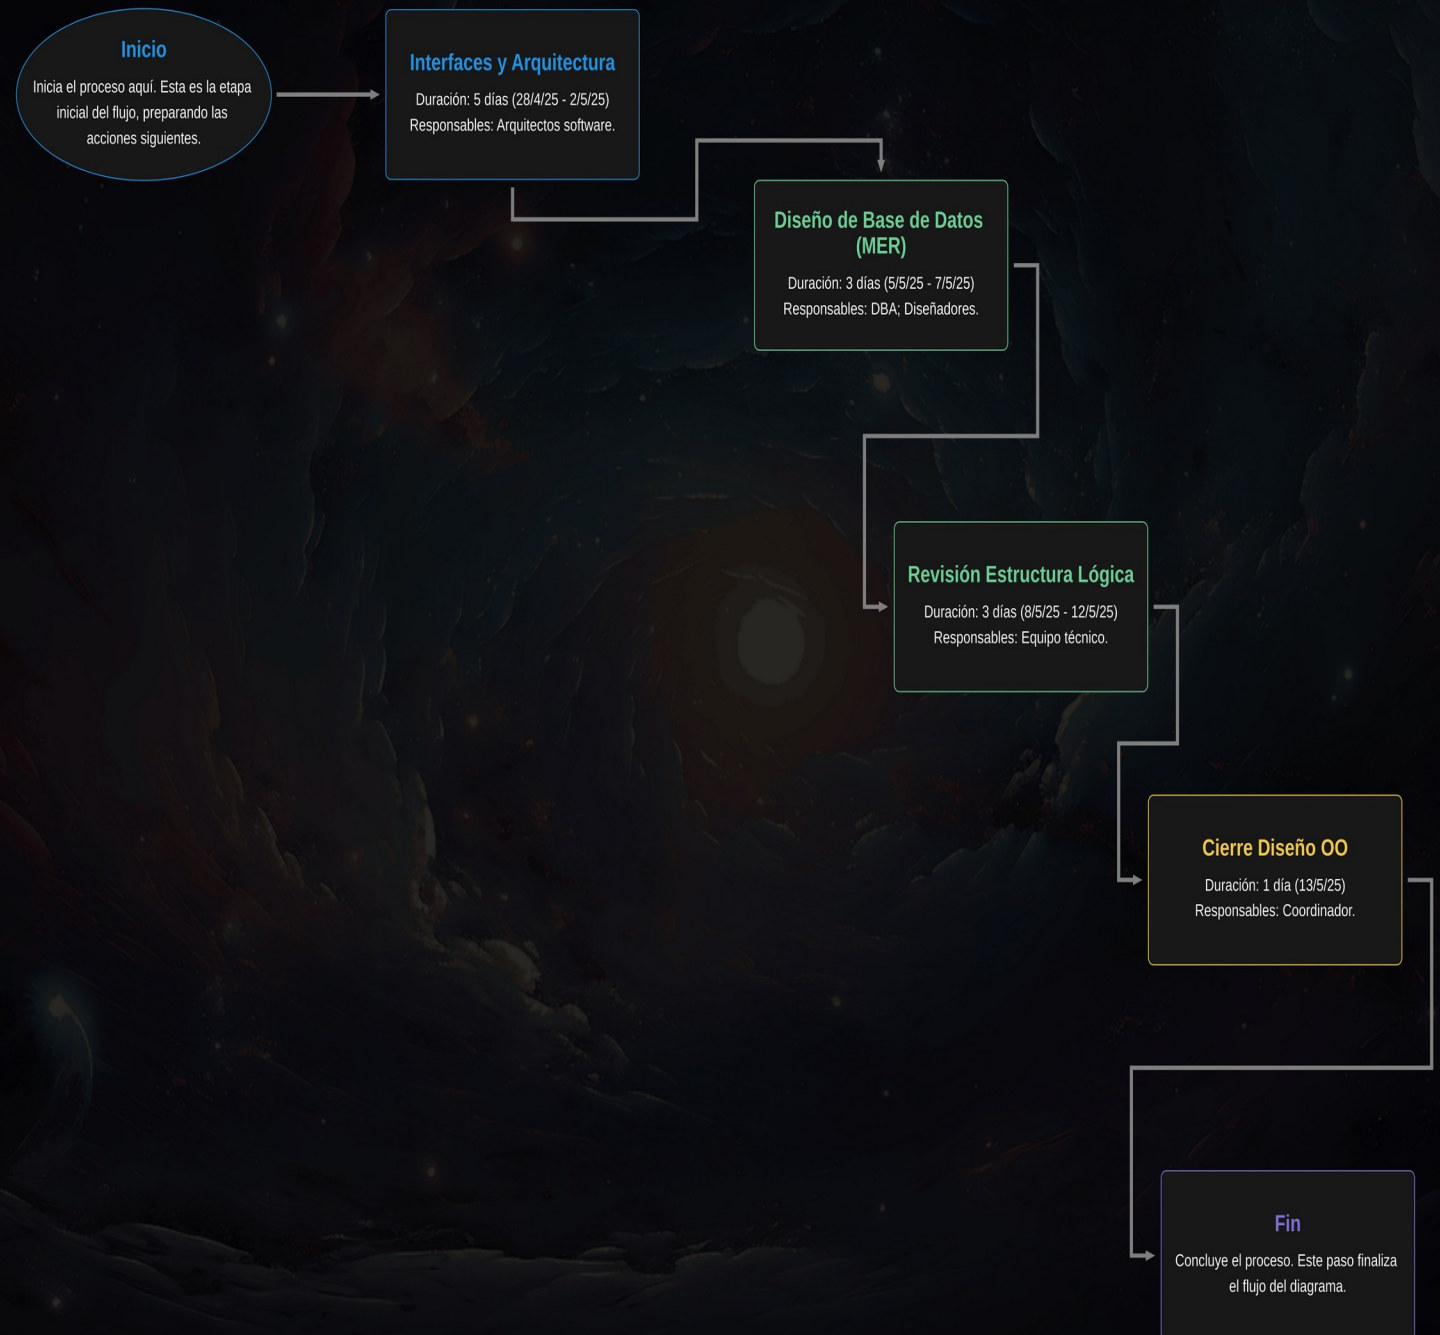 Inicio
Inicia el proceso aquí. Esta es la etapa
inicial del flujo, preparando las
acciones siguientes.
Interfaces y Arquitectura
Duración: 5 días (28/4/25 - 2/5/25)
Responsables: Arquitectos software.
Diseño de Base de Datos
(MER)
Duración: 3 días (5/5/25 - 7/5/25)
Responsables: DBA; Diseñadores.
Revisión Estructura Lógica
Duración: 3 días (8/5/25 - 12/5/25)
Responsables: Equipo técnico.
Cierre Diseño OO
Duración: 1 día (13/5/25)
Responsables: Coordinador.
Fin
Concluye el proceso. Este paso finaliza
el flujo del diagrama.